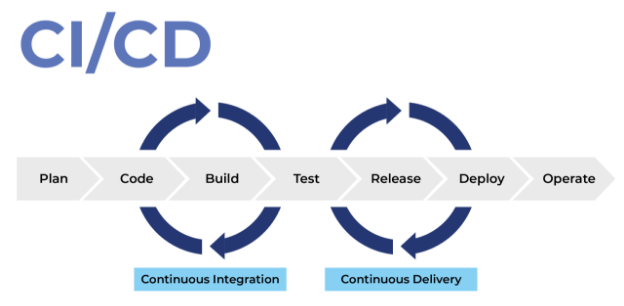 CI/CD
Plan Code Build Test Release Deploy Operate
Continuous Integration Continuous Delivery